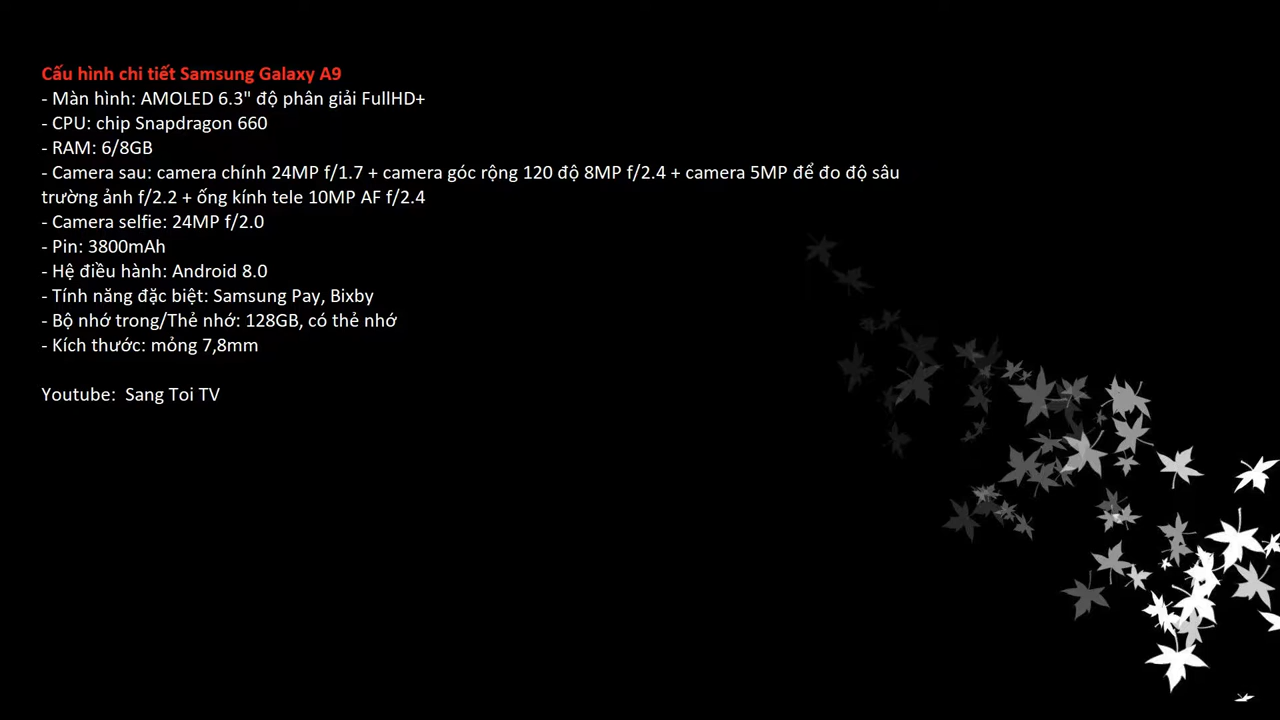 Cấu hình chi tiết Samsung Galaxy A9
- Màn hình: AMOLED 6.3" độ phân giải FullHD+
- CPU: chip Snapdragon 660
- RAM: 6/8GB
- Camera sau: camera chính 24MP f/1.7 + camera góc rộng 120 độ 8MP f/2.4 + camera 5MP để đo độ sâu
trường ảnh f/2.2 + ống kính tele 10MP AF f/2.4
- Camera selfie: 24MP f/2.0
- Pin: 3800mAh
- Hệ điều hành: Android 8.0
- Tính năng đặc biệt: Samsung Pay, Bixby
- Bộ nhớ trong/Thẻ nhớ: 128GB, có thẻ nhớ
- Kích thước: mỏng 7,8mm
Youtube:  Sang Toi TV